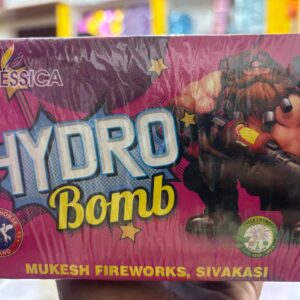 ESSICA
HYDRO
Bomb
MUKESH FIREWORKS, SIVAKASI